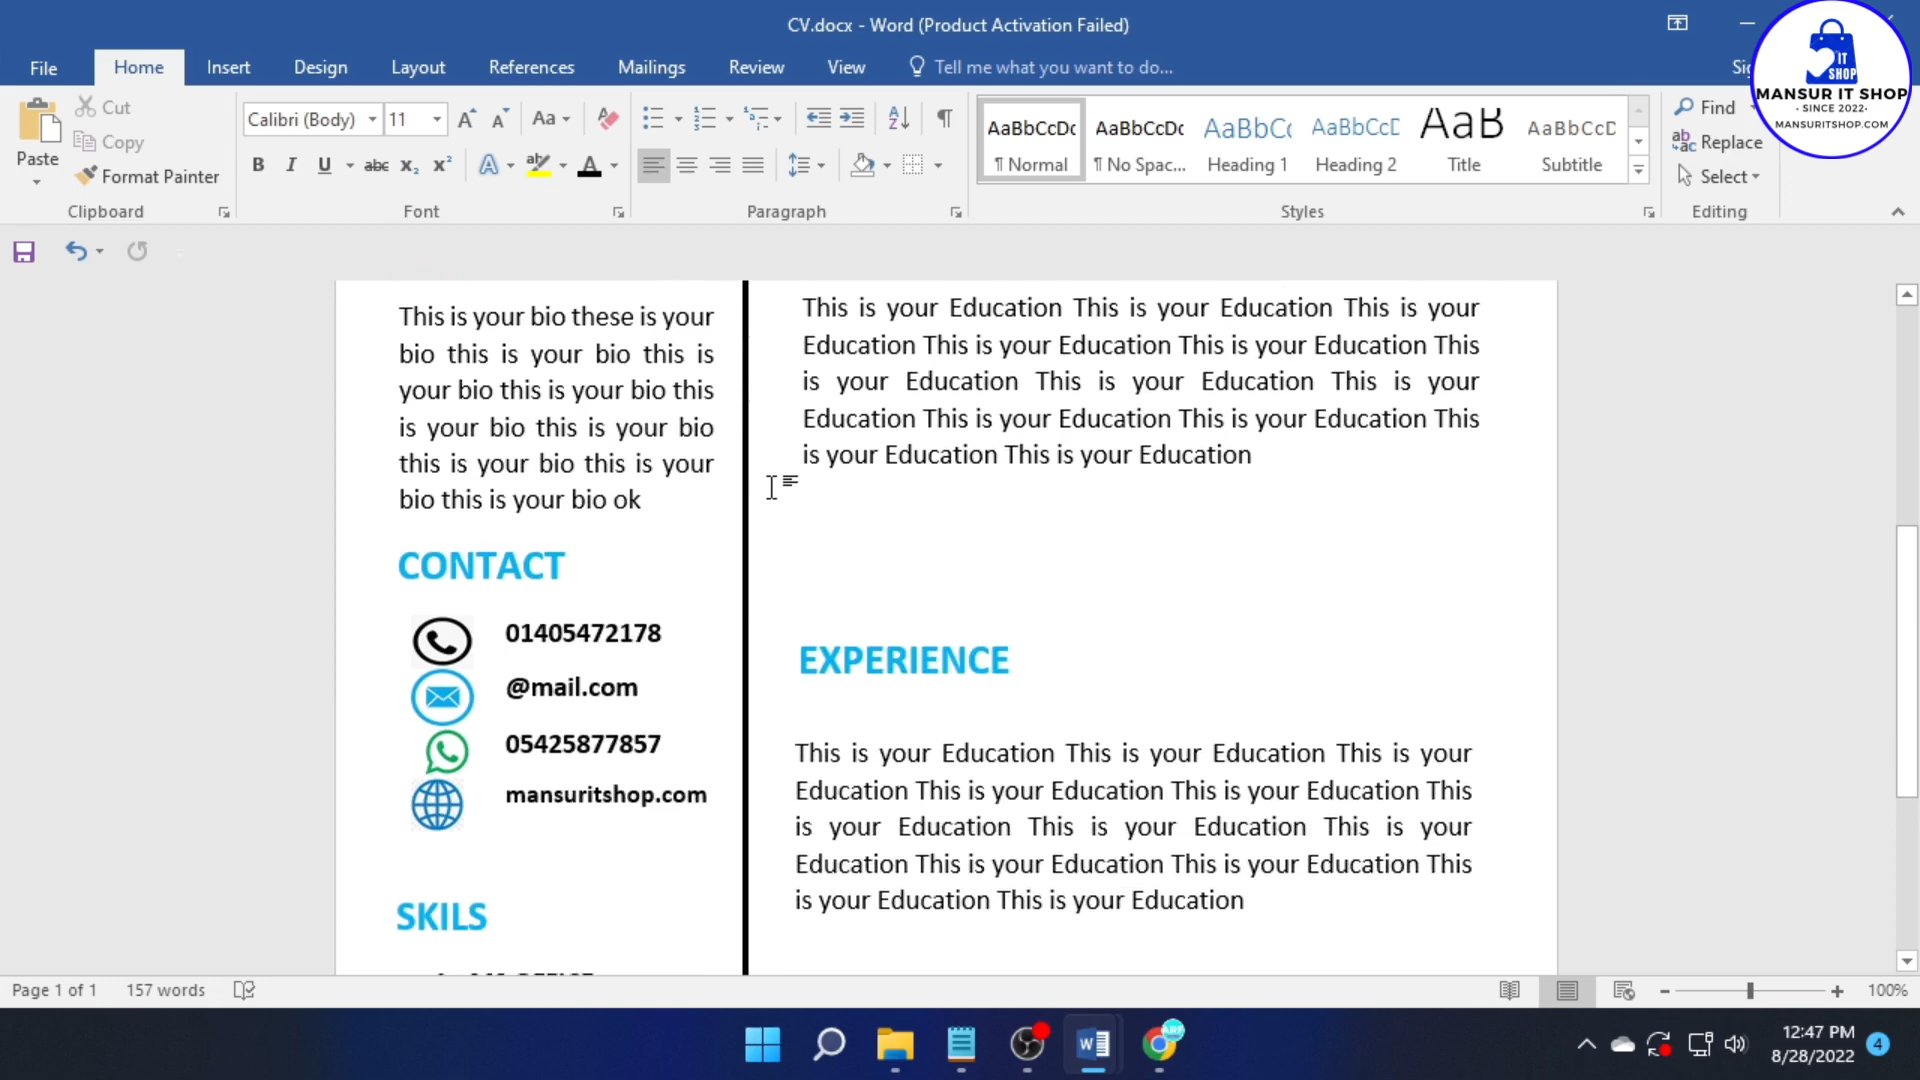 CV.docx - Word (Product Activation Failed)
File Home Insert Design Layout References Mailings Review View Tell me what you want to do...
IT
SHOP
MANSUR IT SHOP
· SINCE 2022·
MANSURITSHOP.COM
Paste
Cut
Copy
Format Painter
Clipboard
Calibri (Body) 11
Aa
B I U abc X₂ X² A A
Font
Paragraph
AaBbCcDc AaBbCcDc AaBbCc AaBbCcD AaB AaBbCcD
¶ Normal ¶ No Spac... Heading 1 Heading 2 Title Subtitle
Styles
Find
Replace
Select
Editing
This is your bio these is your
bio this is your bio this is
your bio this is your bio this
is your bio this is your bio
this is your bio this is your
bio this is your bio ok
CONTACT
01405472178
@mail.com
05425877857
mansuritshop.com
SKILS
This is your Education This is your Education This is your
Education This is your Education This is your Education This
is your Education This is your Education This is your
Education This is your Education This is your Education This
is your Education This is your Education
EXPERIENCE
This is your Education This is your Education This is your
Education This is your Education This is your Education This
is your Education This is your Education This is your
Education This is your Education This is your Education This
is your Education This is your Education
Page 1 of 1 157 words 100%
12:47 PM
8/28/2022
4